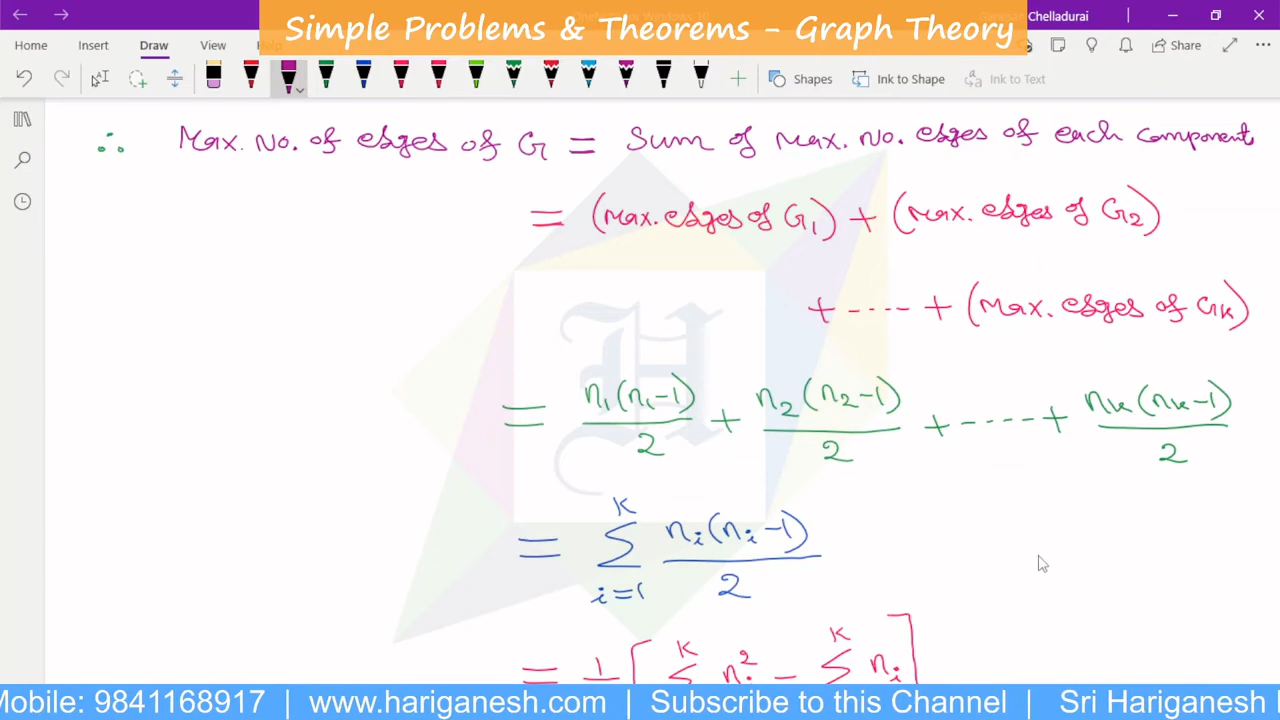 Simple Problems & Theorems - Graph Theory
Chelladurai
Home Insert Draw View
Share
Shapes Ink to Shape Ink to Text
∴ Max. No. of edges of G = Sum of max. No. edges of each component
= (Max. edges of G₁) + (Max. edges of G₂)
+ ---- + (Max. edges of Gₖ)
= n₁(n₁-1)/2 + n₂(n₂-1)/2 + ----- + nₖ(nₖ-1)/2
= Σ_{i=1}^{k} nᵢ(nᵢ-1)/2
= 1/ [ Σ^{k} nᵢ² - Σ^{k} nᵢ ]
Mobile: 9841168917 | www.hariganesh.com | Subscribe to this Channel | Sri Hariganesh